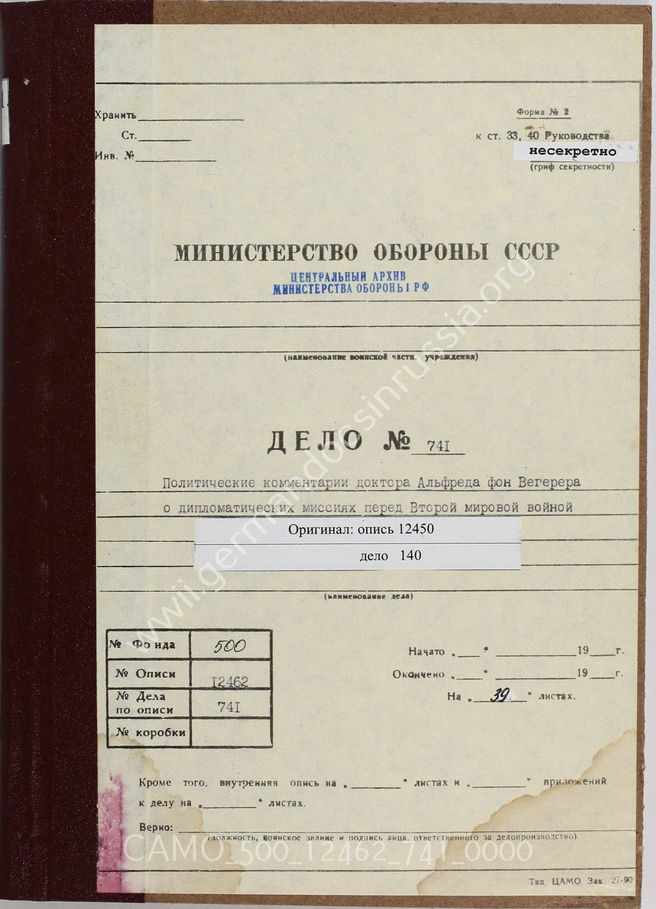 Хранить
Форма № 2
Ст.
к ст. 33, 40 Руководства
Инв. №
несекретно
(гриф секретности)
МИНИСТЕРСТВО ОБОРОНЫ СССР
ЦЕНТРАЛЬНЫЙ АРХИВ
МИНИСТЕРСТВА ОБОРОНЫ РФ
(наименование воинской части, учреждения)
ДЕЛО № 741
Политические комментарии доктора Альфреда фон Вегерера
о дипломатических миссиях перед Второй мировой войной
Оригинал: опись 12450
дело 140
(наименование дела)
№ Фонда 500
№ Описи 12462
№ Дела по описи 741
№ коробки
Начато „ " 19 г.
Окончено „ " 19 г.
На „ 39 " листах.
Кроме того, внутренняя опись на „ " листах и „ " приложений
к делу на „ " листах.
Верно:
(должность, воинское звание и подпись лица, ответственного за делопроизводство)
Тип. ЦАМО Зак. 27-90
wwii.germandocsinrussia.org
CAMO_500_12462_741_0000